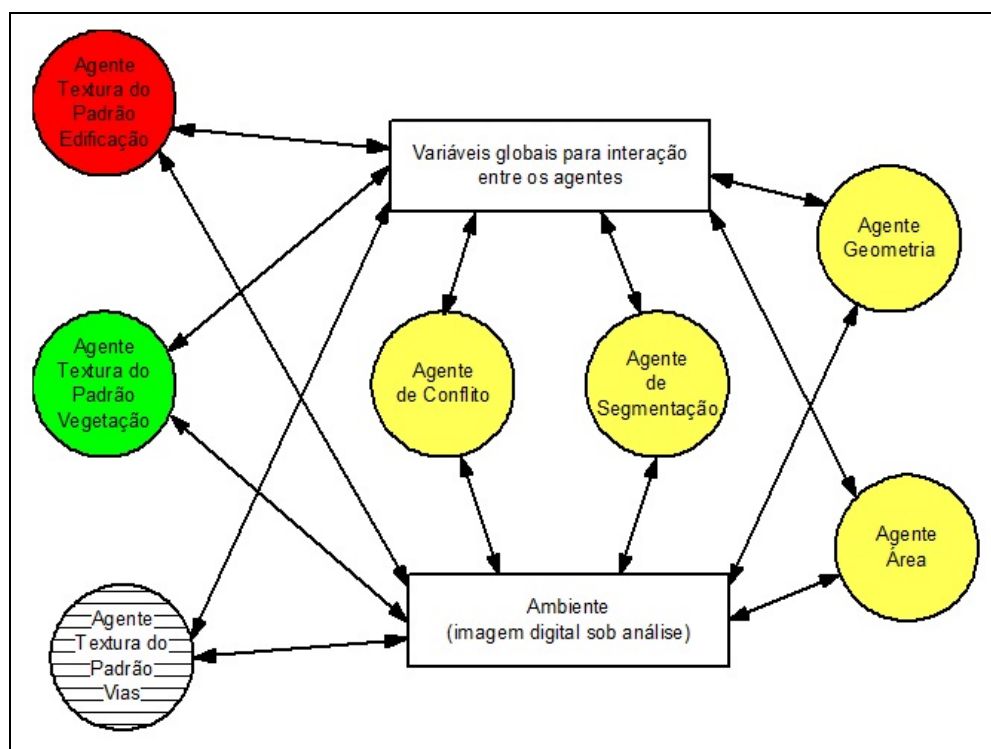 Agente
Textura do
Padrão
Edificação
Variáveis globais para interação
entre os agentes
Agente
Geometria
Agente
Textura do
Padrão
Vegetação
Agente
de Conflito
Agente
de
Segmentação
Agente
Área
Agente
Textura do
Padrão
Vias
Ambiente
(imagem digital sob análise)